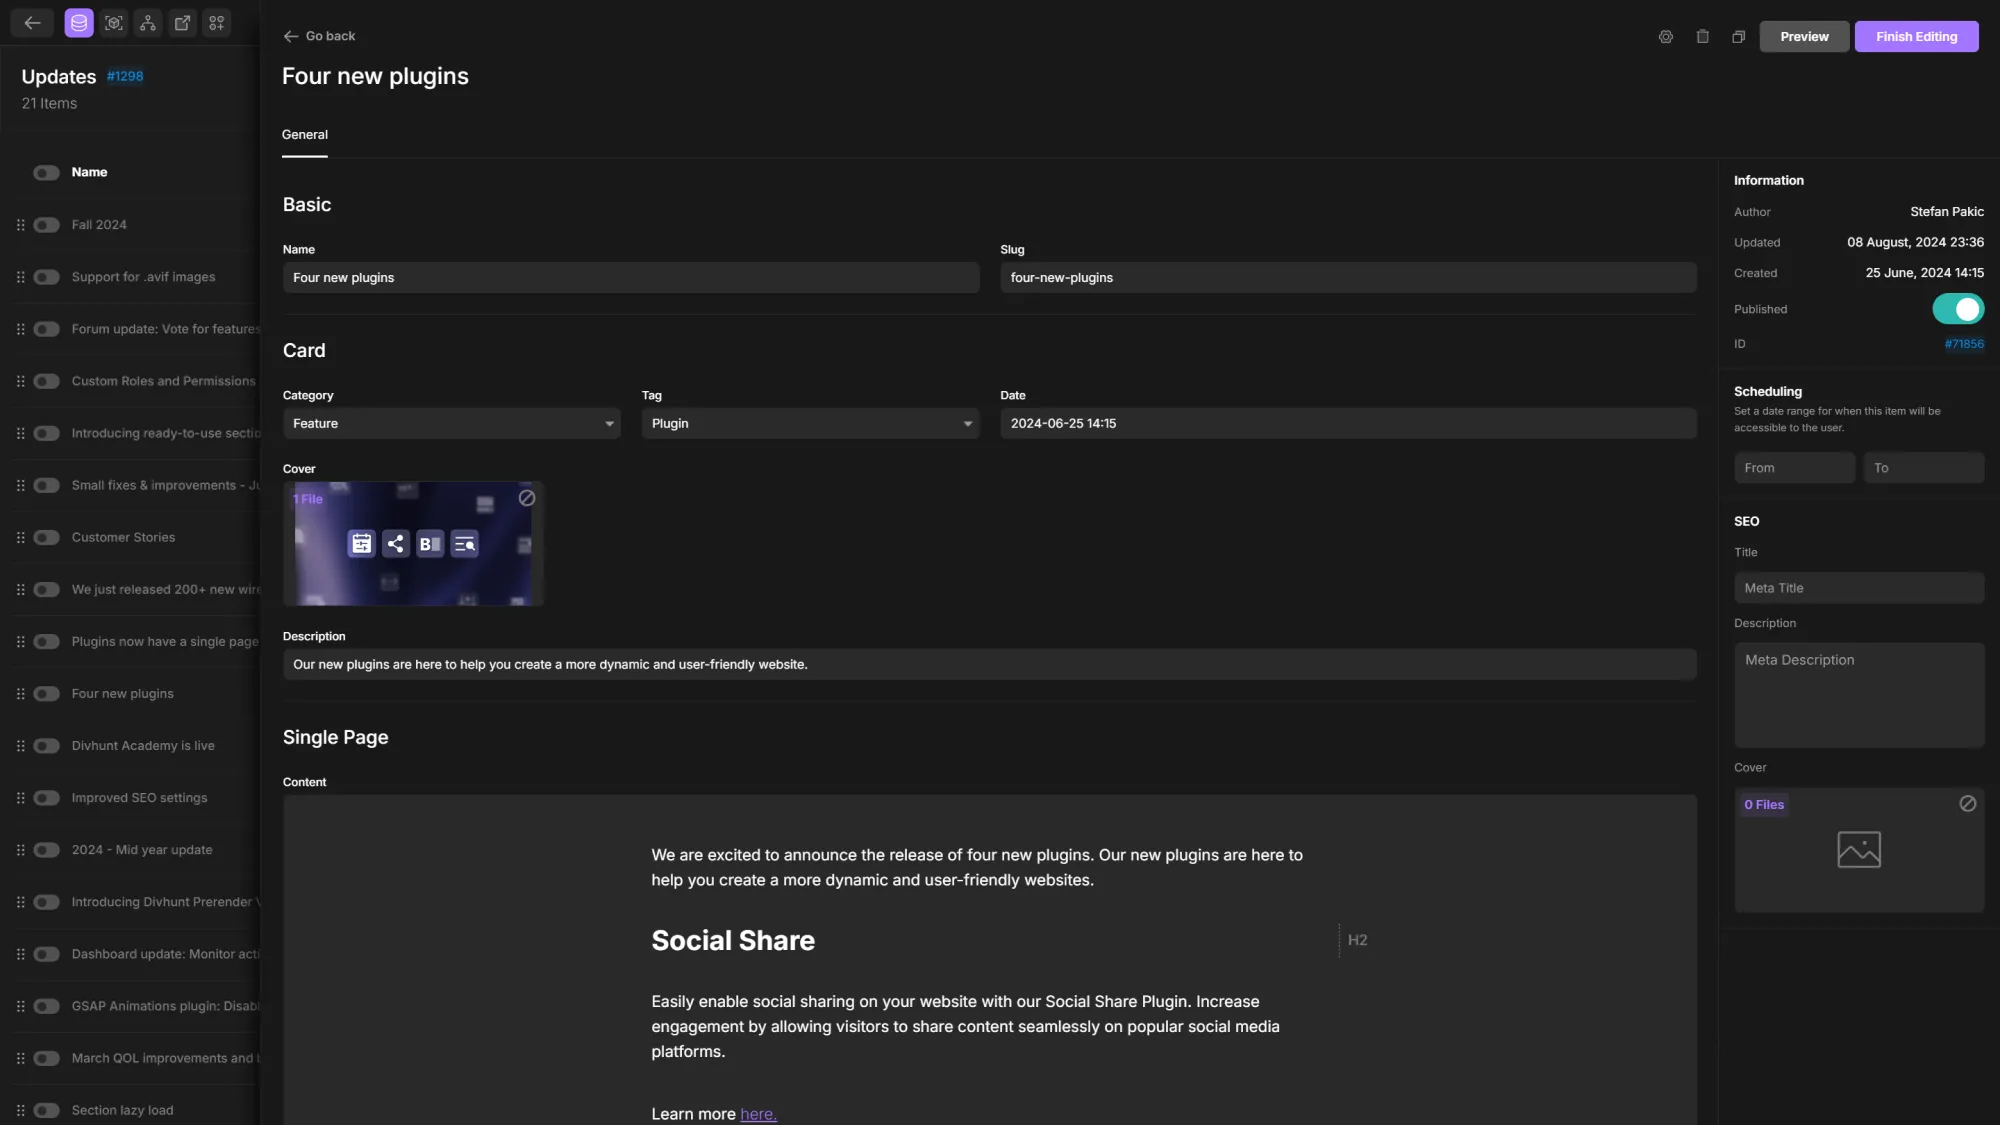 Updates #1298
21 Items
Name
Fall 2024
Support for .avif images
Forum update: Vote for features
Custom Roles and Permissions
Introducing ready-to-use sectio
Small fixes & improvements - Ju
Customer Stories
We just released 200+ new wire
Plugins now have a single page
Four new plugins
Divhunt Academy is live
Improved SEO settings
2024 - Mid year update
Introducing Divhunt Prerender V
Dashboard update: Monitor acti
GSAP Animations plugin: Disabl
March QOL improvements and b
Section lazy load
Go back
Preview
Finish Editing
Four new plugins
General
Basic
Name
Slug
Four new plugins
four-new-plugins
Card
Category
Tag
Date
Feature
Plugin
2024-06-25 14:15
Cover
1 File
B
Description
Our new plugins are here to help you create a more dynamic and user-friendly website.
Single Page
Content
We are excited to announce the release of four new plugins. Our new plugins are here to
help you create a more dynamic and user-friendly websites.
Social Share
H2
Easily enable social sharing on your website with our Social Share Plugin. Increase
engagement by allowing visitors to share content seamlessly on popular social media
platforms.
Learn more here.
Information
Author Stefan Pakic
Updated 08 August, 2024 23:36
Created 25 June, 2024 14:15
Published
ID #71856
Scheduling
Set a date range for when this item will be
accessible to the user.
From
To
SEO
Title
Meta Title
Description
Meta Description
Cover
0 Files